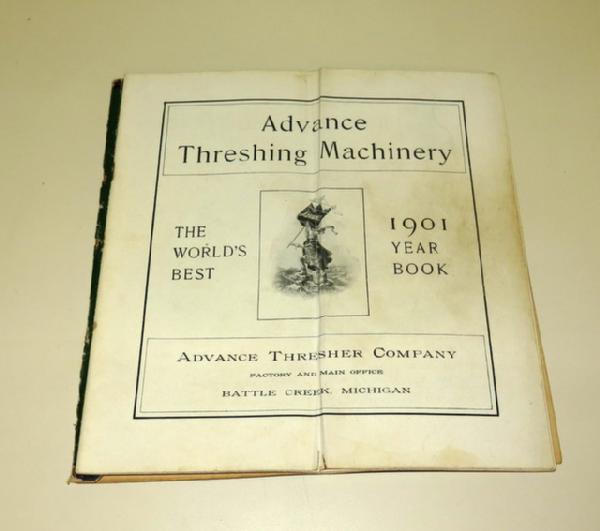 Advance
Threshing Machinery
THE
WORLD'S
BEST
1901
YEAR
BOOK
ADVANCE THRESHER COMPANY
FACTORY AND MAIN OFFICE
BATTLE CREEK, MICHIGAN